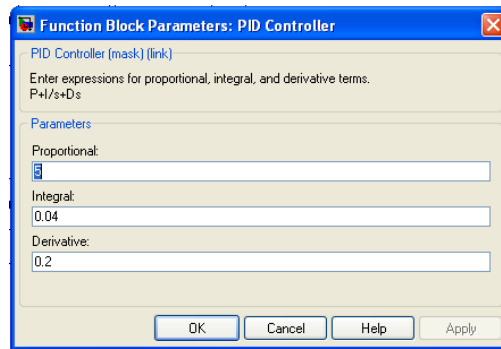 Function Block Parameters: PID Controller
PID Controller (mask) (link)
Enter expressions for proportional, integral, and derivative terms.
P+I/s+Ds
Parameters
Proportional:
5
Integral:
0.04
Derivative:
0.2
OK Cancel Help Apply